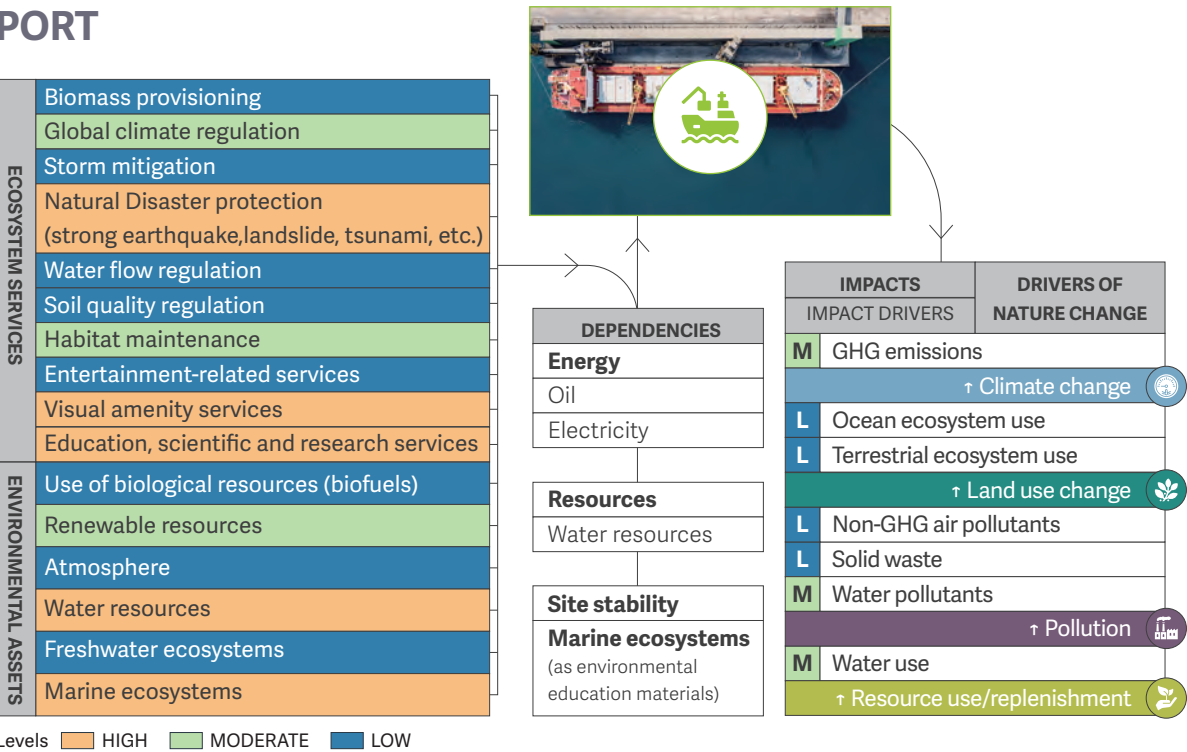 PORT
ECOSYSTEM SERVICES
Biomass provisioning
Global climate regulation
Storm mitigation
Natural Disaster protection
(strong earthquake,landslide, tsunami, etc.)
Water flow regulation
Soil quality regulation
Habitat maintenance
Entertainment-related services
Visual amenity services
Education, scientific and research services
ENVIRONMENTAL ASSETS
Use of biological resources (biofuels)
Renewable resources
Atmosphere
Water resources
Freshwater ecosystems
Marine ecosystems
Levels HIGH MODERATE LOW
DEPENDENCIES
Energy
Oil
Electricity
Resources
Water resources
Site stability
Marine ecosystems
(as environmental
education materials)
IMPACTS
IMPACT DRIVERS
DRIVERS OF
NATURE CHANGE
M GHG emissions
↑ Climate change
L Ocean ecosystem use
L Terrestrial ecosystem use
↑ Land use change
L Non-GHG air pollutants
L Solid waste
M Water pollutants
↑ Pollution
M Water use
↑ Resource use/replenishment